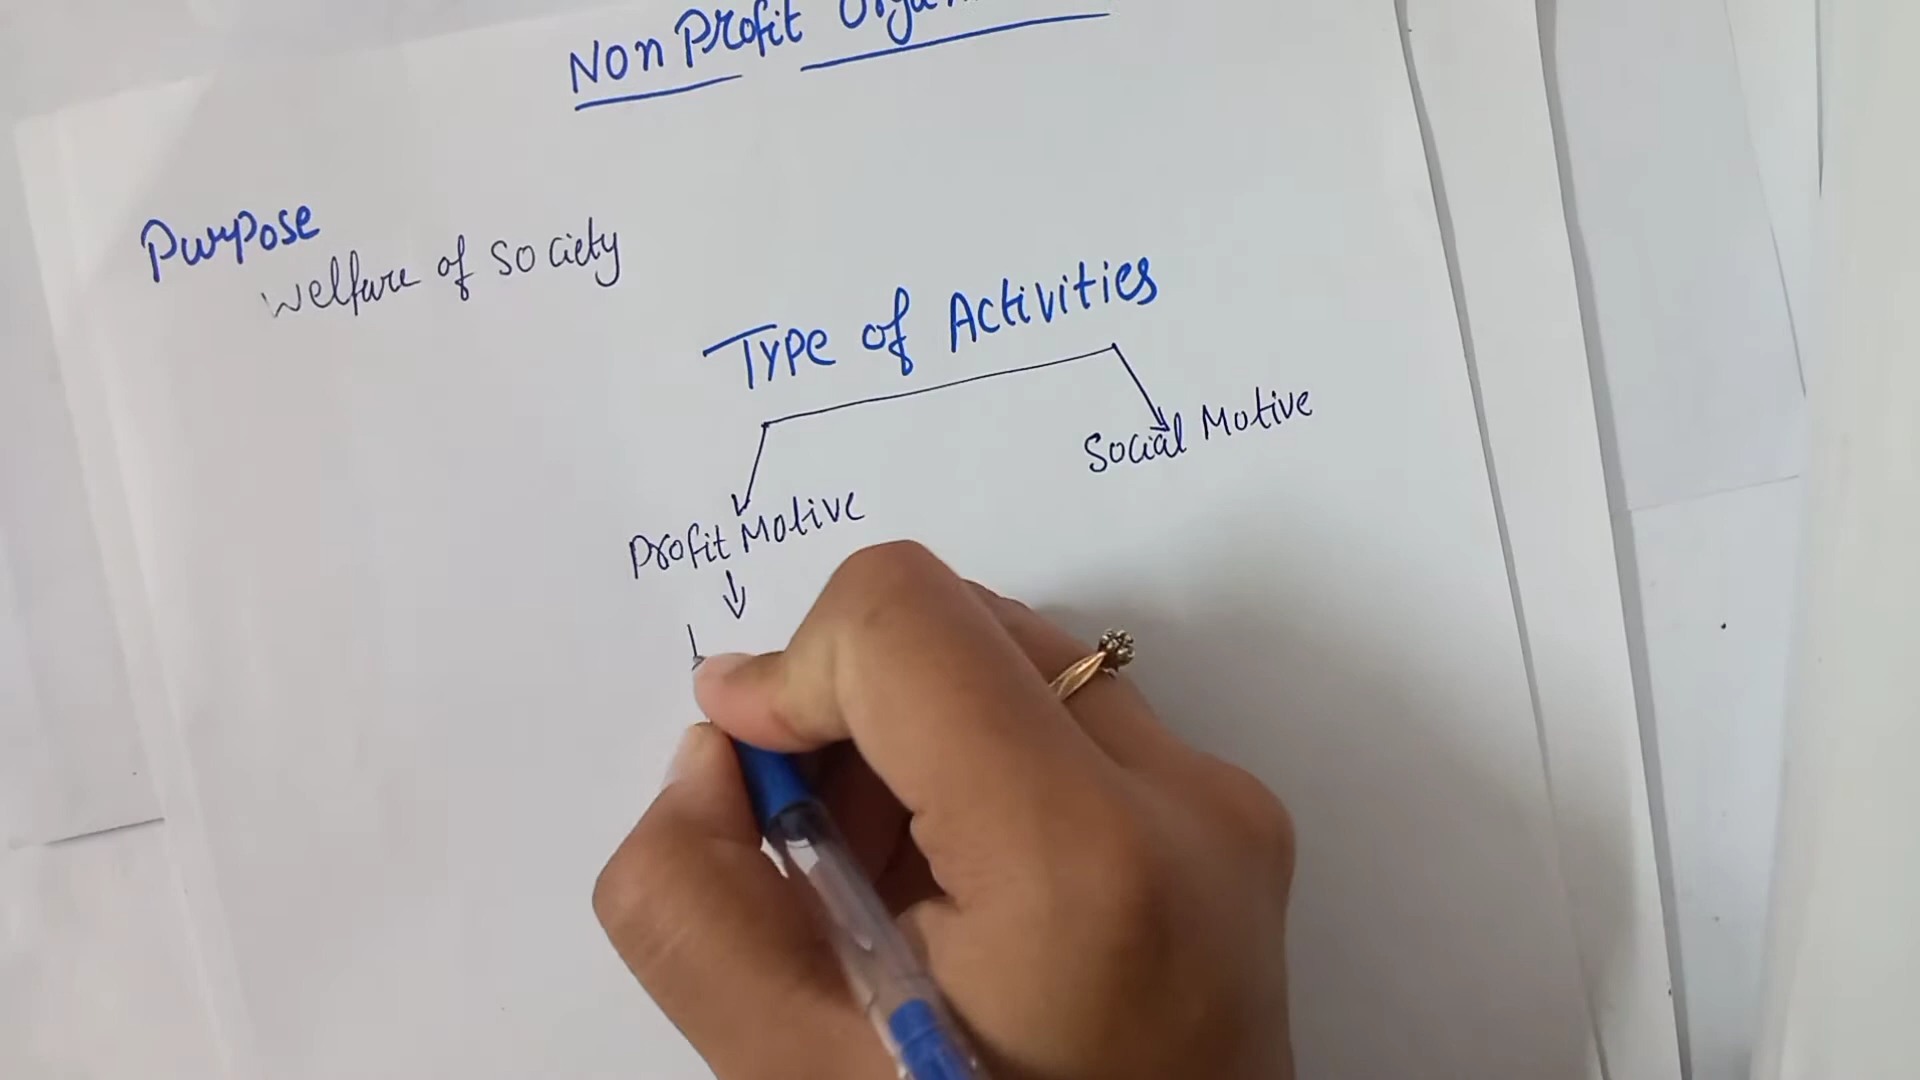 Non Profit
Purpose
welfare of society
Type of Activities
Social Motive
Profit Motive